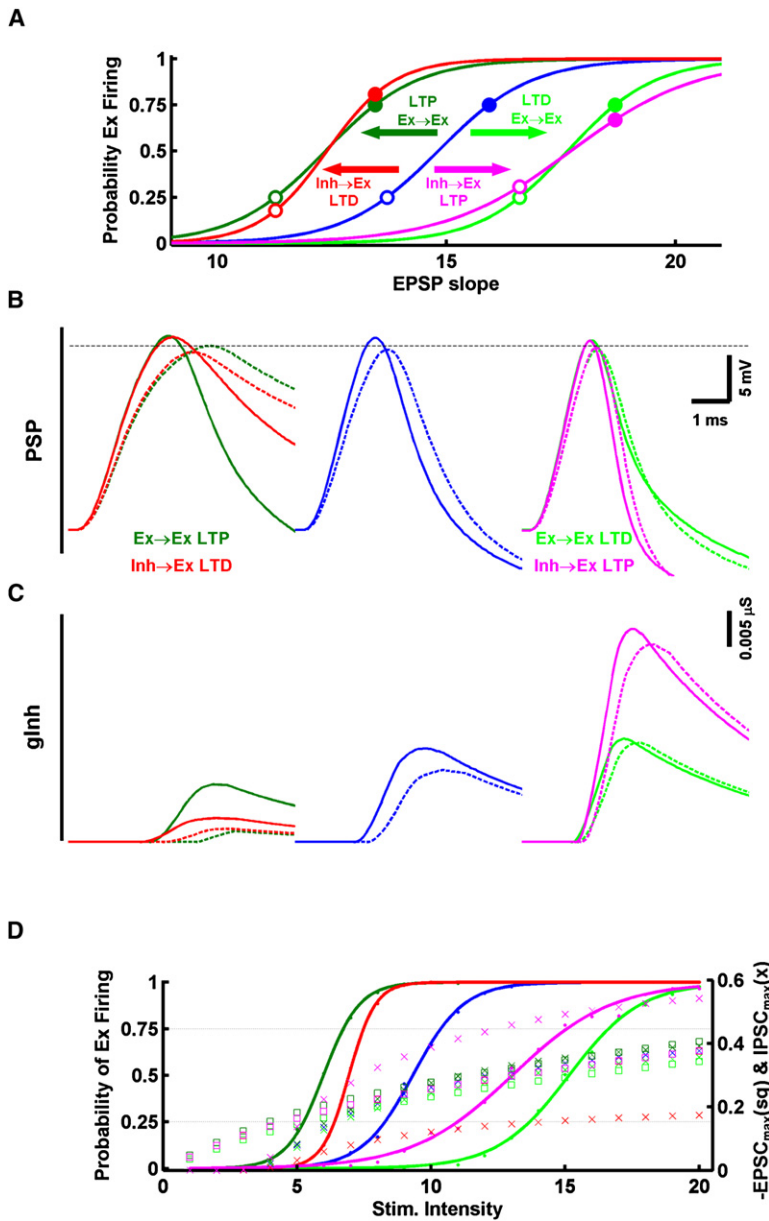 A
Probability Ex Firing
1
0.75
0.5
0.25
0
LTP
Ex→Ex
LTD
Ex→Ex
Inh→Ex
LTD
Inh→Ex
LTP
10
15
20
EPSP slope
B
PSP
5 mV
1 ms
Ex→Ex LTP
Inh→Ex LTD
Ex→Ex LTD
Inh→Ex LTP
C
gInh
0.005 µS
D
Probability of Ex Firing
1
0.75
0.5
0.25
0
0.6
0.4
0.2
0
-EPSCmax(sq) & IPSCmax(x)
0
5
10
15
20
Stim. Intensity